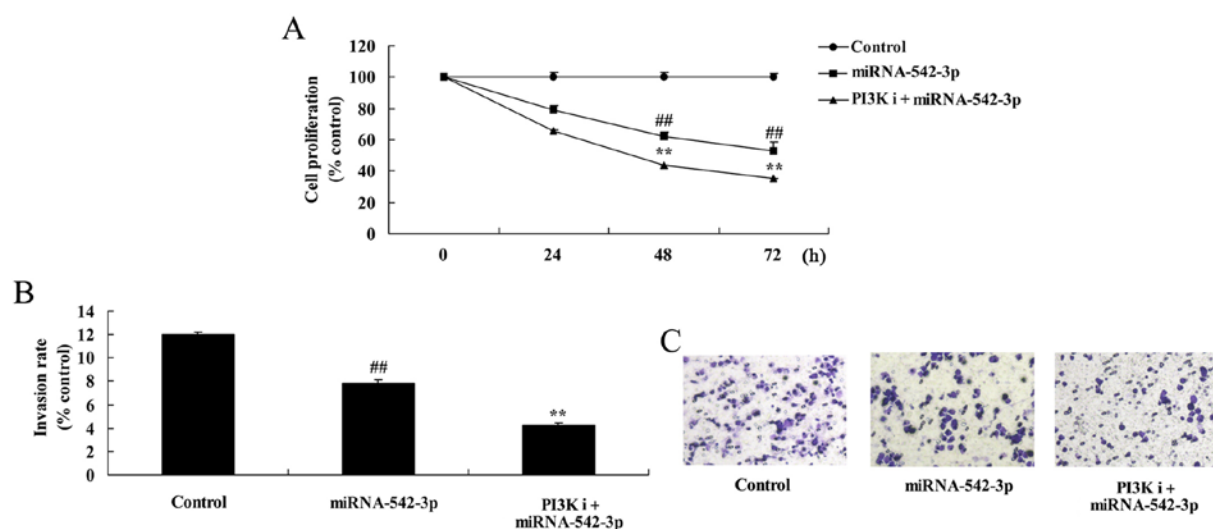 A
Cell proliferation
(% control)
120
100
80
60
40
20
0
##
##
**
**
0 24 48 72 (h)
Control
miRNA-542-3p
PI3K i + miRNA-542-3p
B
Invasion rate
(% control)
14
12
10
8
6
4
2
0
##
**
Control miRNA-542-3p PI3K i +
miRNA-542-3p
C
Control miRNA-542-3p PI3K i +
miRNA-542-3p